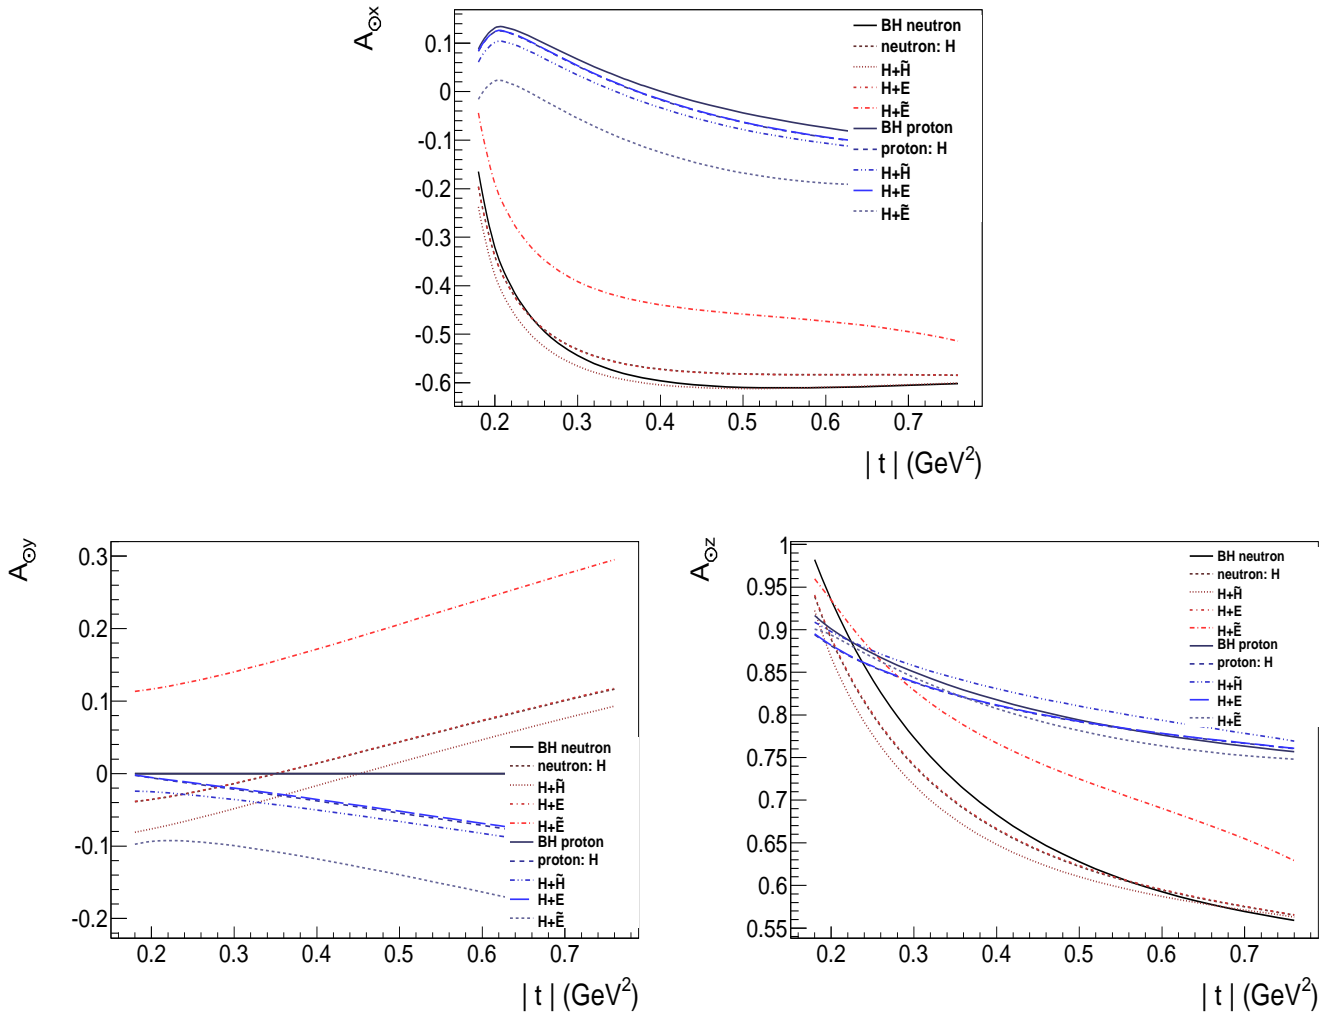 A⊙x
0.1
0
-0.1
-0.2
-0.3
-0.4
-0.5
-0.6
0.2 0.3 0.4 0.5 0.6 0.7
| t | (GeV²)
BH neutron
neutron: H
H+H̃
H+E
H+Ẽ
BH proton
proton: H
H+H̃
H+E
H+Ẽ
A⊙y
0.3
0.2
0.1
0
-0.1
-0.2
0.2 0.3 0.4 0.5 0.6 0.7
| t | (GeV²)
BH neutron
neutron: H
H+H̃
H+E
H+Ẽ
BH proton
proton: H
H+H̃
H+E
H+Ẽ
A⊙z
1
0.95
0.9
0.85
0.8
0.75
0.7
0.65
0.6
0.55
0.2 0.3 0.4 0.5 0.6 0.7
| t | (GeV²)
BH neutron
neutron: H
H+H̃
H+E
H+Ẽ
BH proton
proton: H
H+H̃
H+E
H+Ẽ